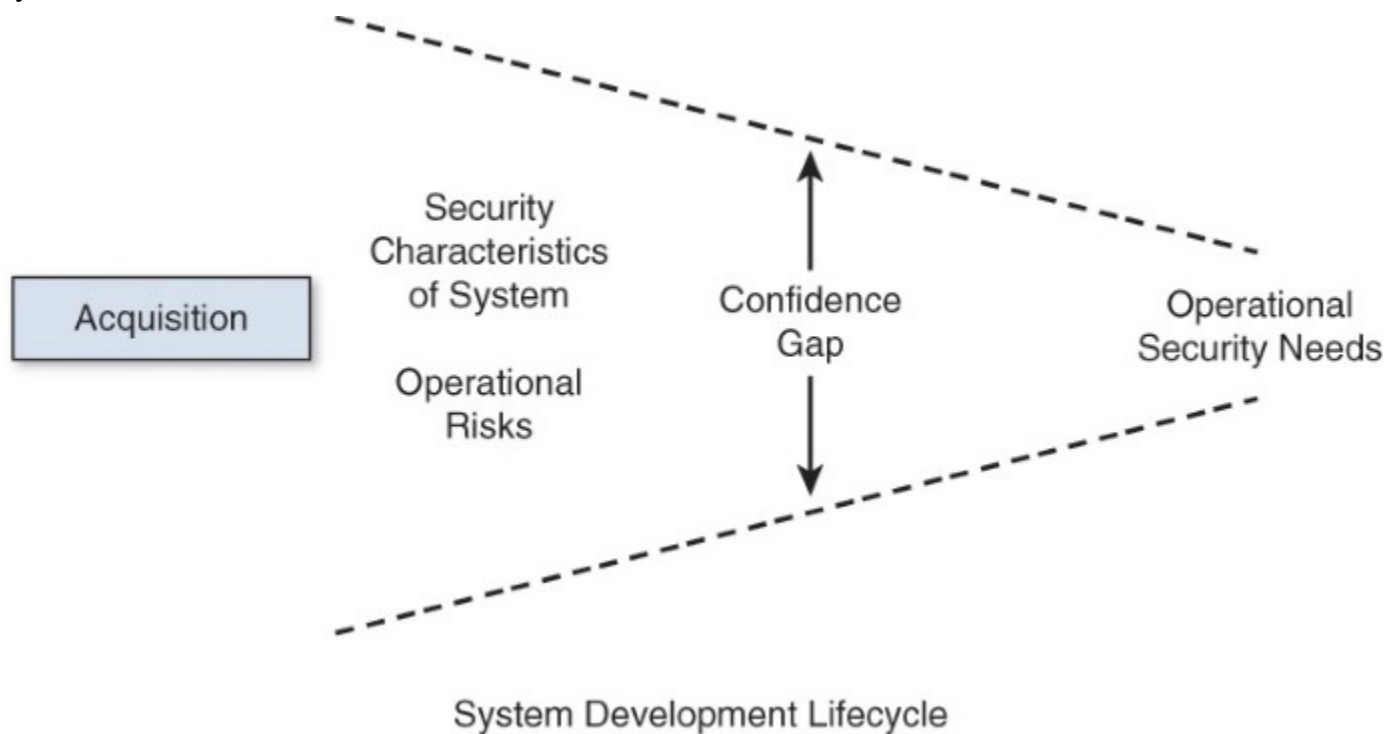 Acquisition
Security
Characteristics
of System
Operational
Risks
Confidence
Gap
Operational
Security Needs
System Development Lifecycle